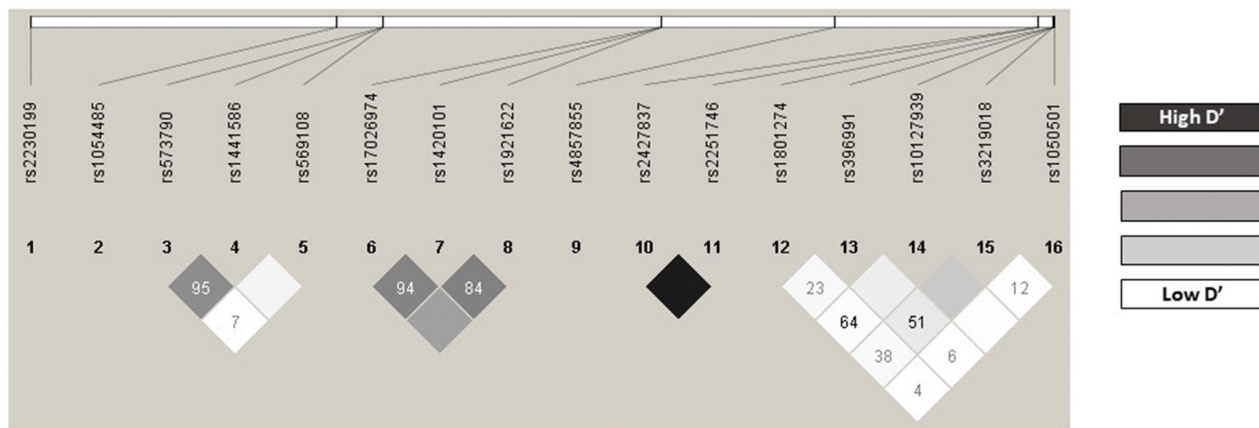 rs2230199
rs1054485
rs573790
rs1441586
rs569108
rs17026974
rs1420101
rs1921622
rs4857855
rs2427837
rs2251746
rs1801274
rs396991
rs10127939
rs3219018
rs1050501
1 2 3 4 5 6 7 8 9 10 11 12 13 14 15 16
95 94 84 23 12
7 64 51
38 6
4
High D’
Low D’